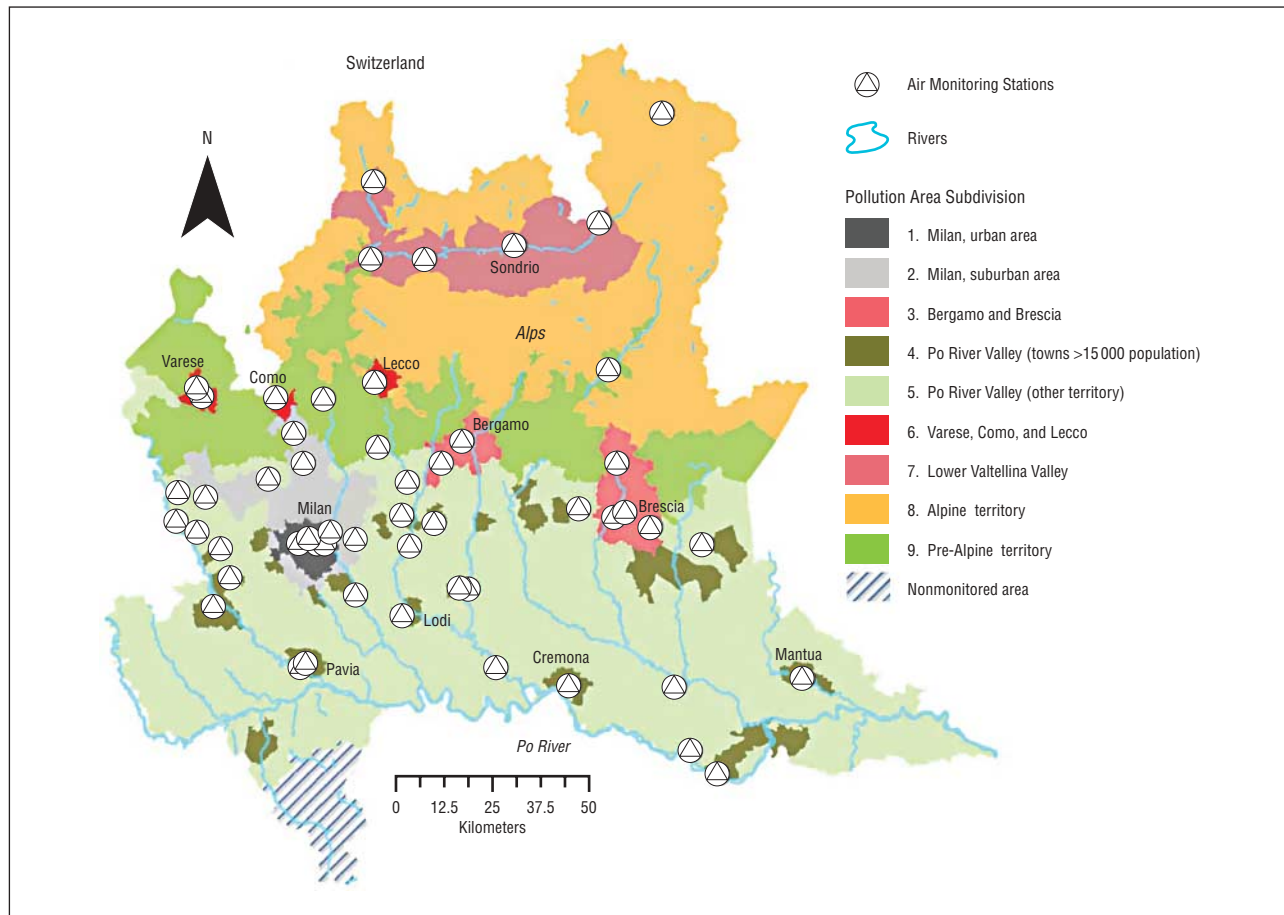 Switzerland
N
Sondrio
Alps
Varese
Como
Lecco
Bergamo
Brescia
Milan
Lodi
Pavia
Cremona
Mantua
Po River
0 12.5 25 37.5 50
Kilometers
Air Monitoring Stations
Rivers
Pollution Area Subdivision
1. Milan, urban area
2. Milan, suburban area
3. Bergamo and Brescia
4. Po River Valley (towns >15 000 population)
5. Po River Valley (other territory)
6. Varese, Como, and Lecco
7. Lower Valtellina Valley
8. Alpine territory
9. Pre-Alpine territory
Nonmonitored area